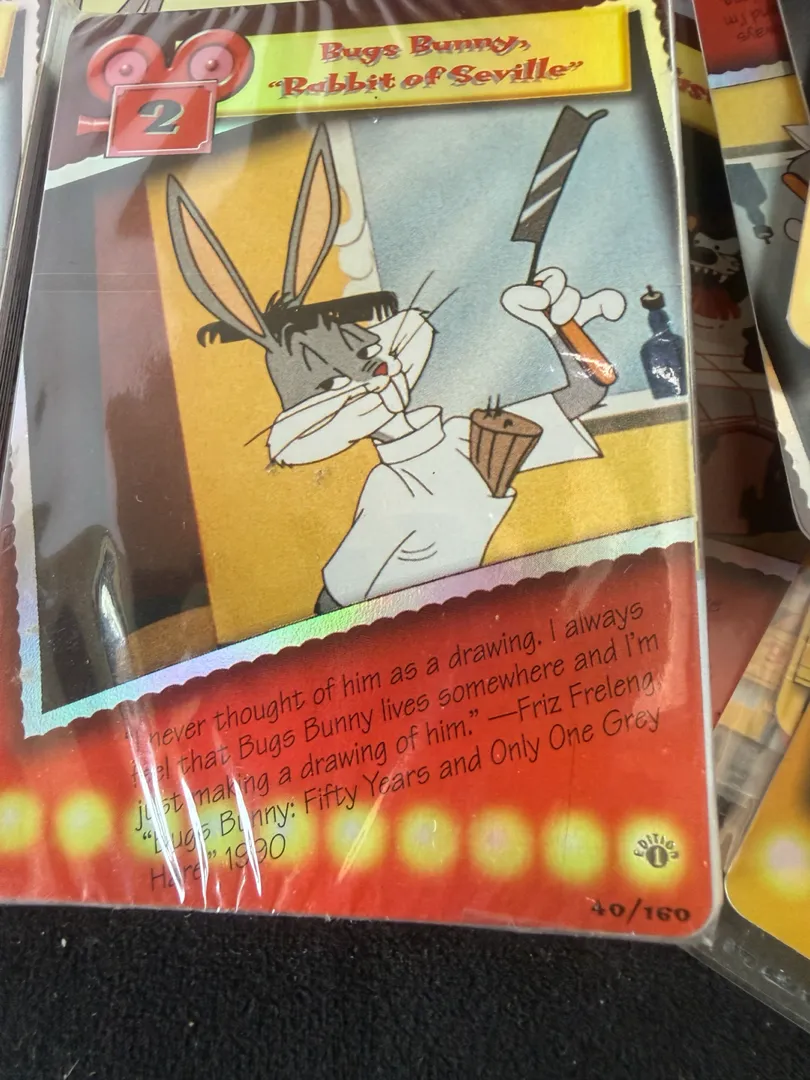 2
Bugs Bunny,
"Rabbit of Seville"
never thought of him as a drawing. I always
feel that Bugs Bunny lives somewhere and I'm
just making a drawing of him." —Friz Freleng,
"Bugs Bunny: Fifty Years and Only One Grey
Hare" 1990
EDITION
1
40/160